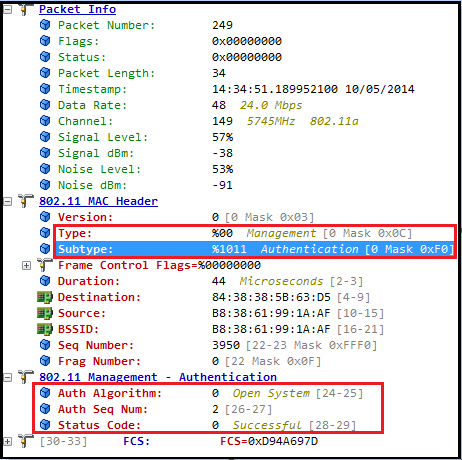 Packet Info
Packet Number: 249
Flags: 0x00000000
Status: 0x00000000
Packet Length: 34
Timestamp: 14:34:51.189952100 10/05/2014
Data Rate: 48 24.0 Mbps
Channel: 149 5745MHz 802.11a
Signal Level: 57%
Signal dBm: -38
Noise Level: 53%
Noise dBm: -91
802.11 MAC Header
Version: 0 [0 Mask 0x03]
Type: %00 Management [0 Mask 0x0C]
Subtype: %1011 Authentication [0 Mask 0xF0]
Frame Control Flags=%00000000
Duration: 44 Microseconds [2-3]
Destination: 84:38:38:5B:63:D5 [4-9]
Source: B8:38:61:99:1A:AF [10-15]
BSSID: B8:38:61:99:1A:AF [16-21]
Seq Number: 3950 [22-23 Mask 0xFFF0]
Frag Number: 0 [22 Mask 0x0F]
802.11 Management - Authentication
Auth Algorithm: 0 Open System [24-25]
Auth Seq Num: 2 [26-27]
Status Code: 0 Successful [28-29]
[30-33] FCS: FCS=0xD94A697D